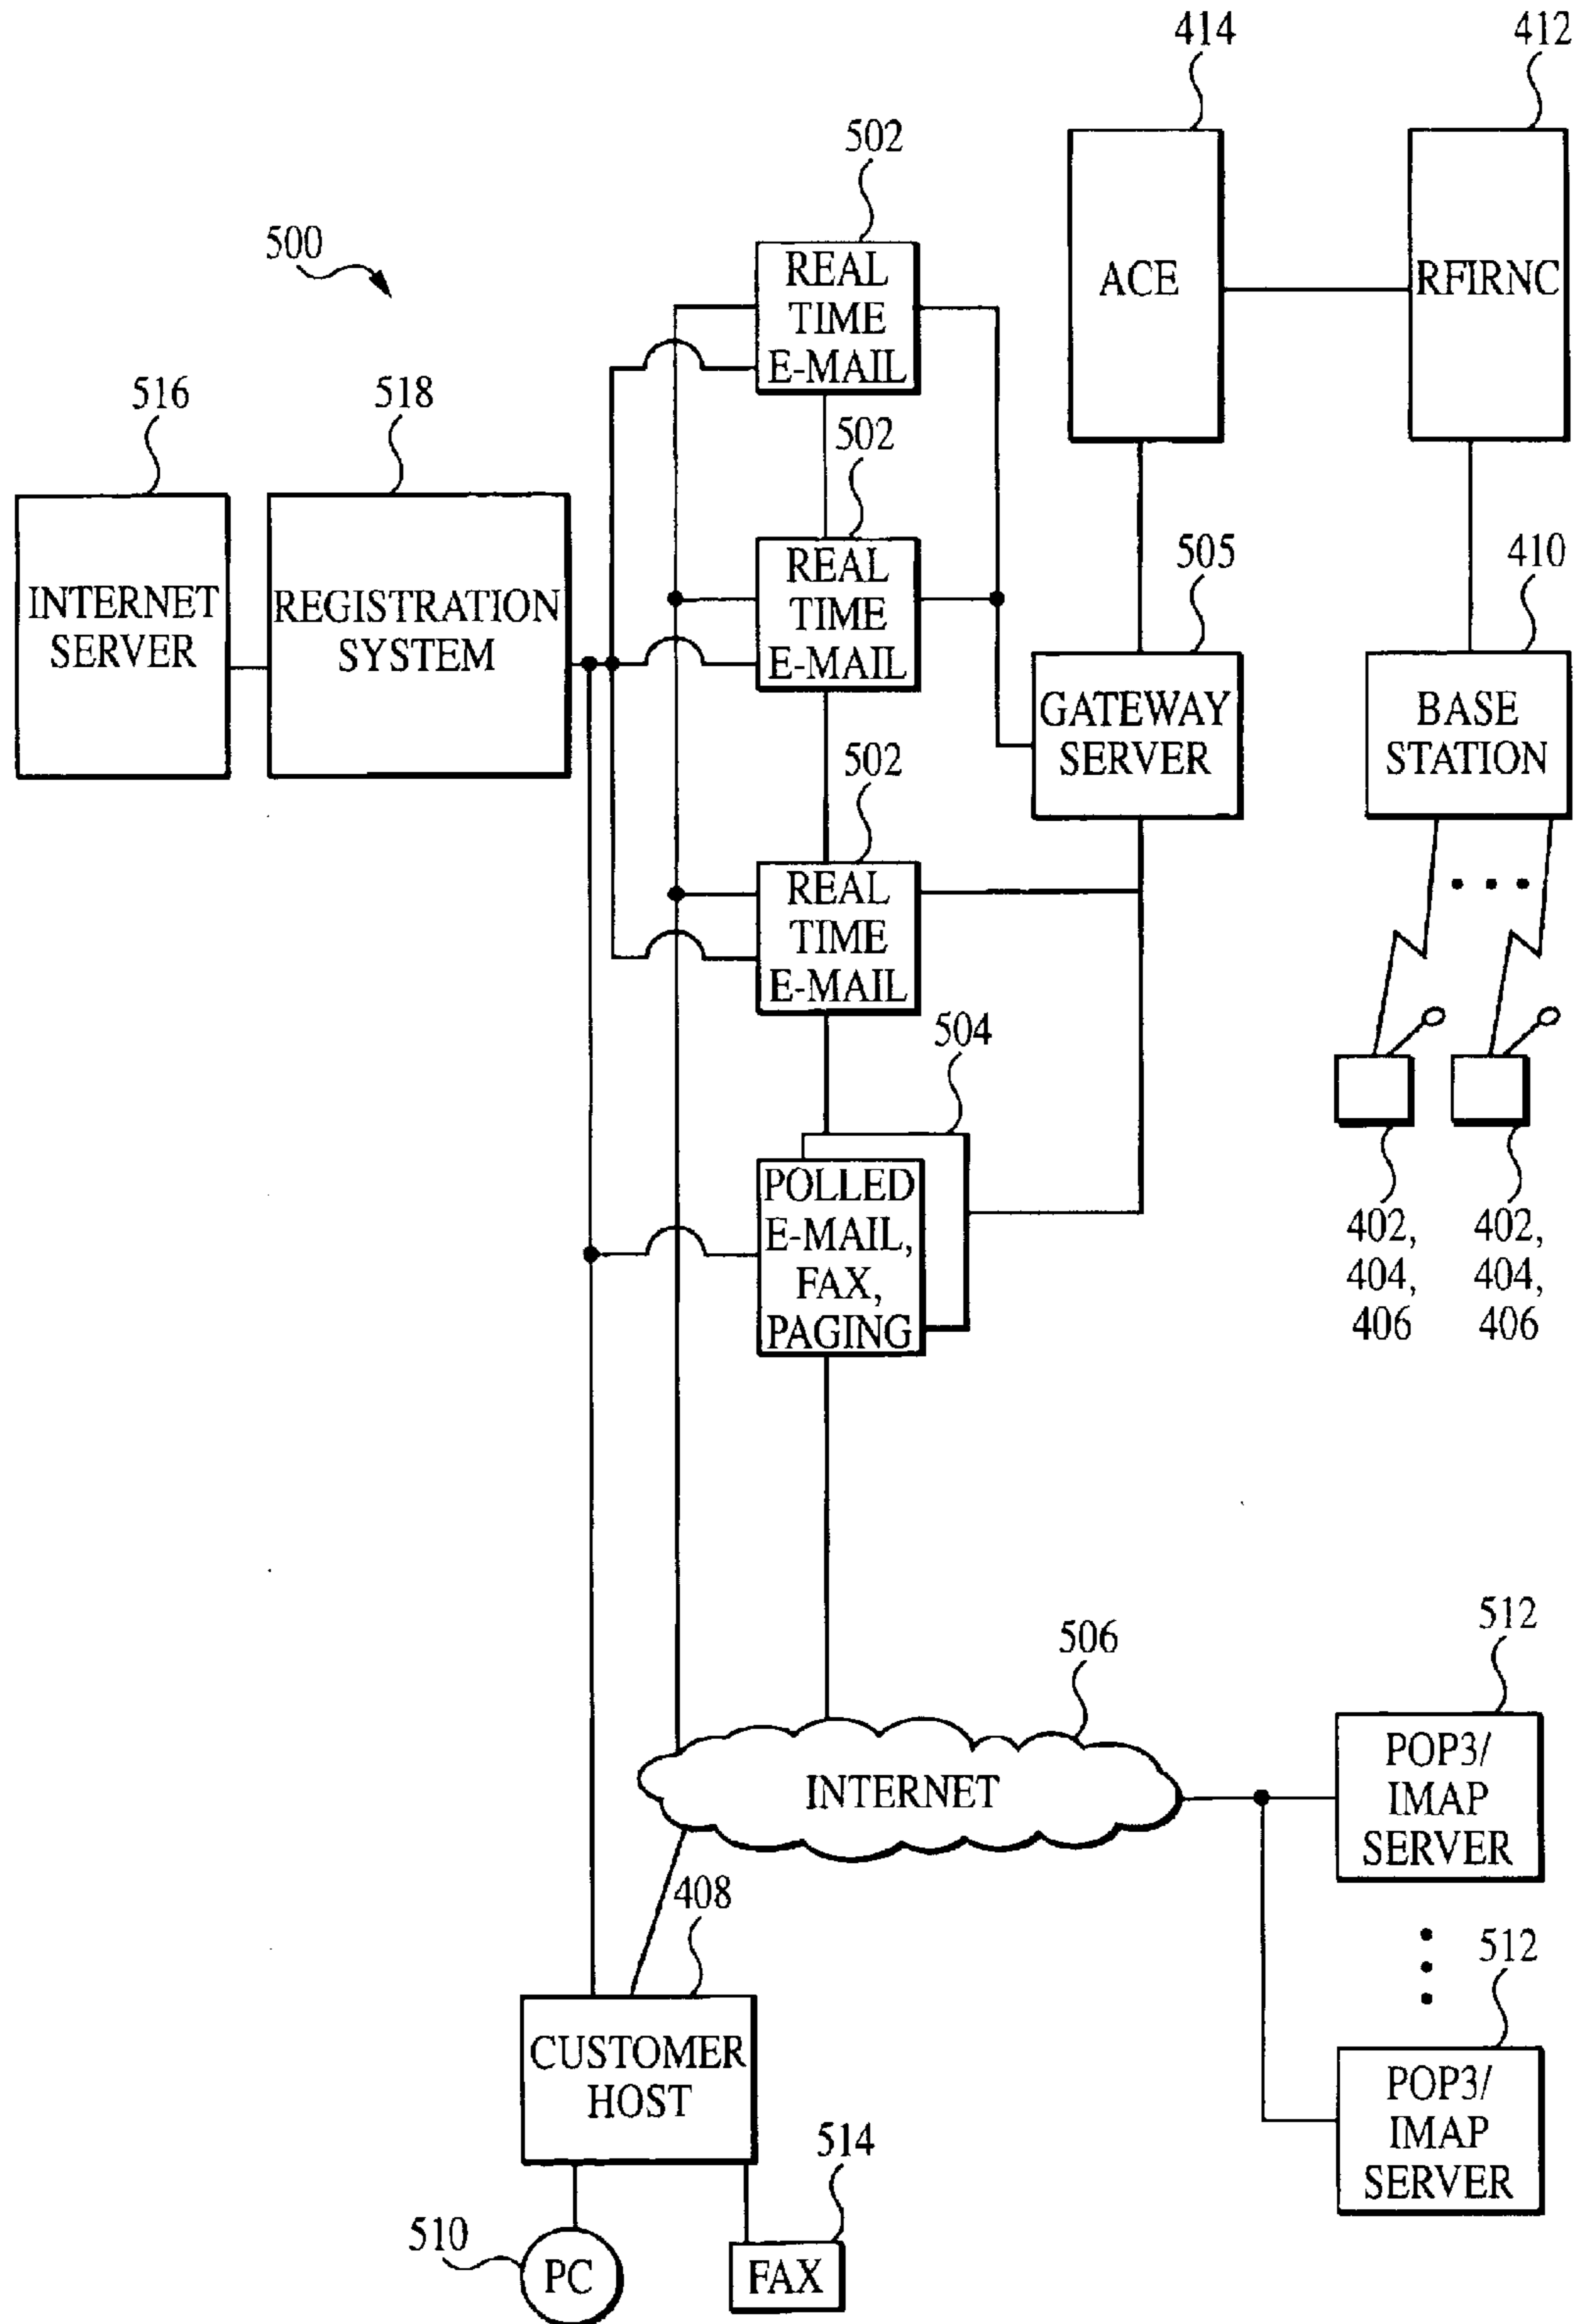 414
412
502
500
REAL
TIME
E-MAIL
ACE
RFIRNC
516
518
502
INTERNET
SERVER
REGISTRATION
SYSTEM
REAL
TIME
E-MAIL
505
410
GATEWAY
SERVER
BASE
STATION
502
REAL
TIME
E-MAIL
504
POLLED
E-MAIL,
FAX,
PAGING
402,
404,
406
402,
404,
406
506
512
INTERNET
POP3/
IMAP
SERVER
408
512
CUSTOMER
HOST
POP3/
IMAP
SERVER
514
510
PC
FAX